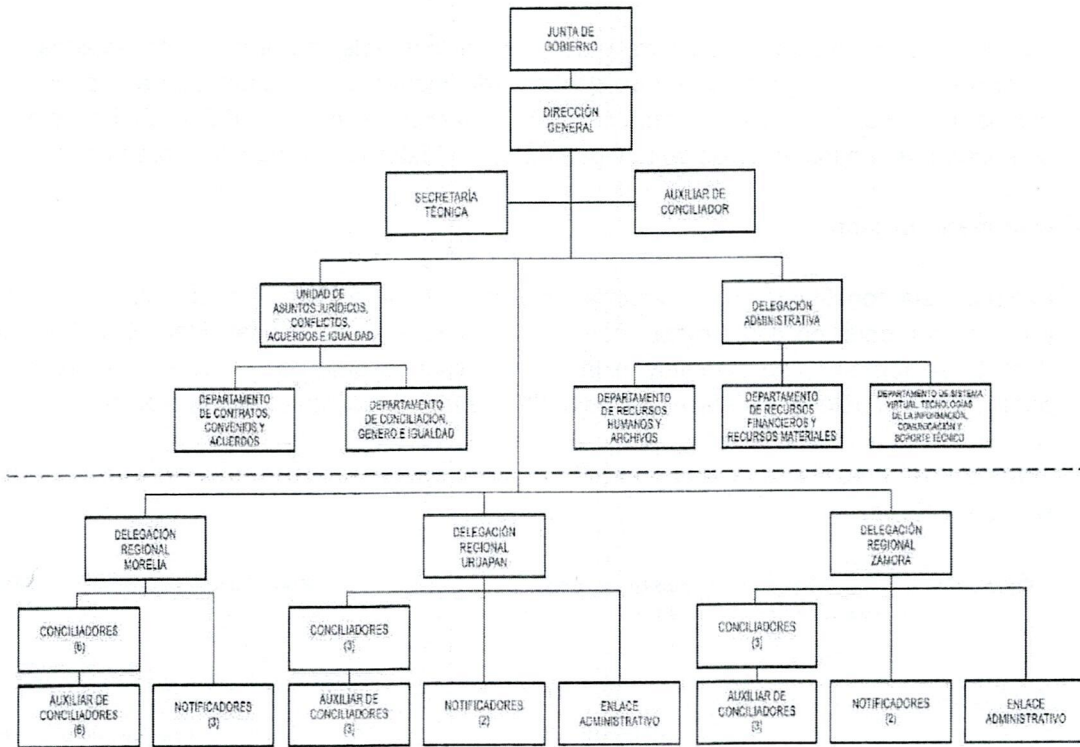 JUNTA DE
GOBIERNO
DIRECCIÓN
GENERAL
SECRETARÍA
TÉCNICA
AUXILIAR DE
CONCILIADOR
UNIDAD DE
ASUNTOS JURÍDICOS,
CONFLICTOS,
ACUERDOS E IGUALDAD
DELEGACIÓN
ADMINISTRATIVA
DEPARTAMENTO
DE CONTRATOS,
CONVENIOS Y
ACUERDOS
DEPARTAMENTO
DE CONCILIACIÓN,
GENERO E IGUALDAD
DEPARTAMENTO
DE RECURSOS
HUMANOS Y
ARCHIVOS
DEPARTAMENTO
DE RECURSOS
FINANCIEROS Y
RECURSOS MATERIALES
DEPARTAMENTO DE SISTEMA
VIRTUAL, TECNOLOGÍAS
DE LA INFORMACIÓN,
COMUNICACIÓN Y
SOPORTE TÉCNICO
DELEGACIÓN
REGIONAL
MORELIA
DELEGACIÓN
REGIONAL
URUAPAN
DELEGACIÓN
REGIONAL
ZAMORA
CONCILIADORES
(6)
AUXILIAR DE
CONCILIADORES
(6)
NOTIFICADORES
(3)
CONCILIADORES
(3)
AUXILIAR DE
CONCILIADORES
(3)
NOTIFICADORES
(2)
ENLACE
ADMINISTRATIVO
CONCILIADORES
(3)
AUXILIAR DE
CONCILIADORES
(3)
NOTIFICADORES
(2)
ENLACE
ADMINISTRATIVO